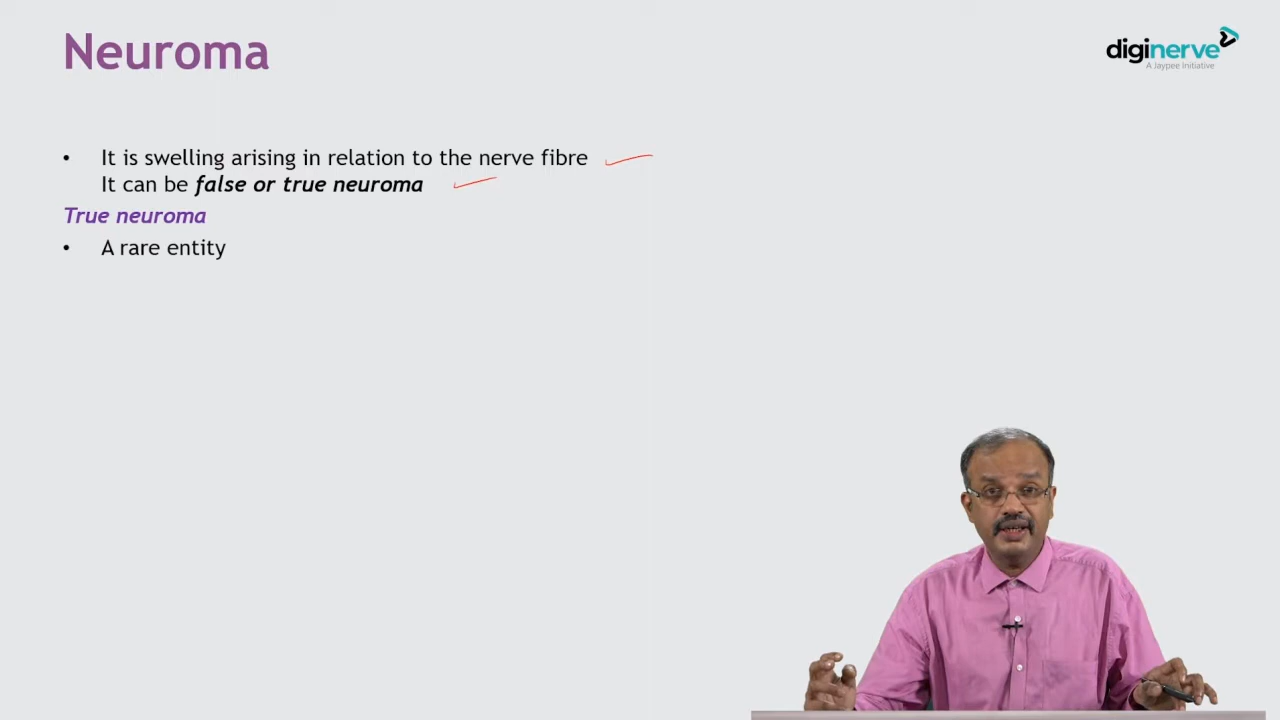 Neuroma
diginerve
A Jaypee Initiative
• It is swelling arising in relation to the nerve fibre
It can be false or true neuroma
True neuroma
• A rare entity